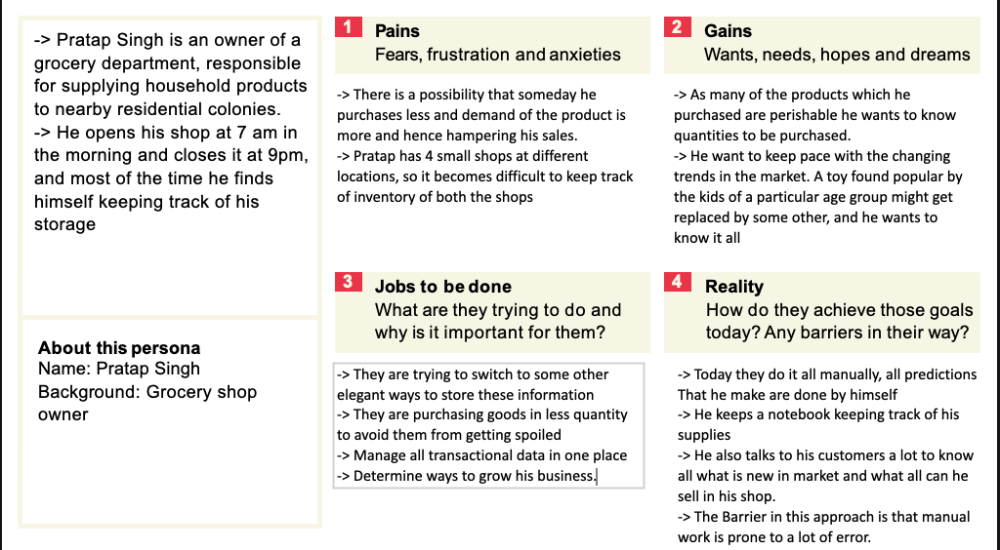 -> Pratap Singh is an owner of a
grocery department, responsible
for supplying household products
to nearby residential colonies.
-> He opens his shop at 7 am in
the morning and closes it at 9pm,
and most of the time he finds
himself keeping track of his
storage
About this persona
Name: Pratap Singh
Background: Grocery shop
owner
1
Pains
Fears, frustration and anxieties
-> There is a possibility that someday he
purchases less and demand of the product is
more and hence hampering his sales.
-> Pratap has 4 small shops at different
locations, so it becomes difficult to keep track
of inventory of both the shops
2
Gains
Wants, needs, hopes and dreams
-> As many of the products which he
purchased are perishable he wants to know
quantities to be purchased.
-> He want to keep pace with the changing
trends in the market. A toy found popular by
the kids of a particular age group might get
replaced by some other, and he wants to
know it all
3
Jobs to be done
What are they trying to do and
why is it important for them?
-> They are trying to switch to some other
elegant ways to store these information
-> They are purchasing goods in less quantity
to avoid them from getting spoiled
-> Manage all transactional data in one place
-> Determine ways to grow his business.
4
Reality
How do they achieve those goals
today? Any barriers in their way?
-> Today they do it all manually, all predictions
That he make are done by himself
-> He keeps a notebook keeping track of his
supplies
-> He also talks to his customers a lot to know
all what is new in market and what all can he
sell in his shop.
-> The Barrier in this approach is that manual
work is prone to a lot of error.